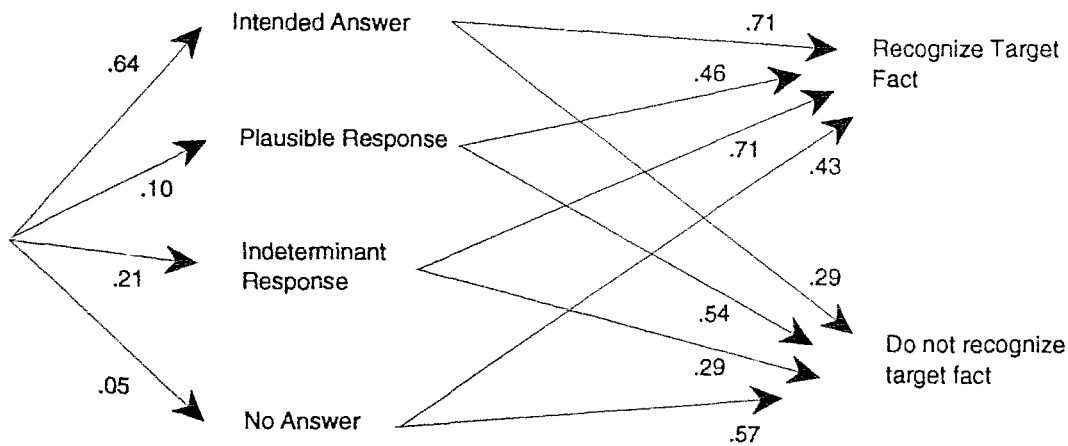 Intended Answer
.71
Recognize Target
Fact
.64
.46
Plausible Response
.71
.43
.10
Indeterminant
Response
.21
.29
.54
Do not recognize
target fact
.29
.05
No Answer
.57